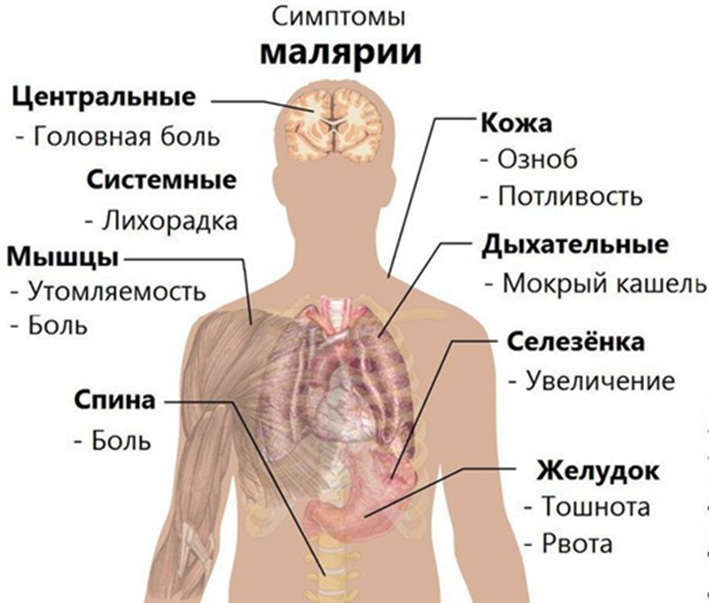 Симптомы
малярии
Центральные
- Головная боль
Системные
- Лихорадка
Мышцы
- Утомляемость
- Боль
Спина
- Боль
Кожа
- Озноб
- Потливость
Дыхательные
- Мокрый кашель
Селезёнка
- Увеличение
Желудок
- Тошнота
- Рвота